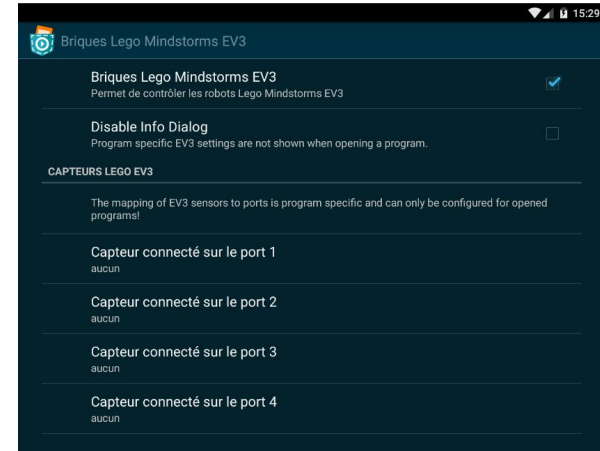 15:29
Briques Lego Mindstorms EV3
Briques Lego Mindstorms EV3
Permet de contrôler les robots Lego Mindstorms EV3
Disable Info Dialog
Program specific EV3 settings are not shown when opening a program.
CAPTEURS LEGO EV3
The mapping of EV3 sensors to ports is program specific and can only be configured for opened
programs!
Capteur connecté sur le port 1
aucun
Capteur connecté sur le port 2
aucun
Capteur connecté sur le port 3
aucun
Capteur connecté sur le port 4
aucun